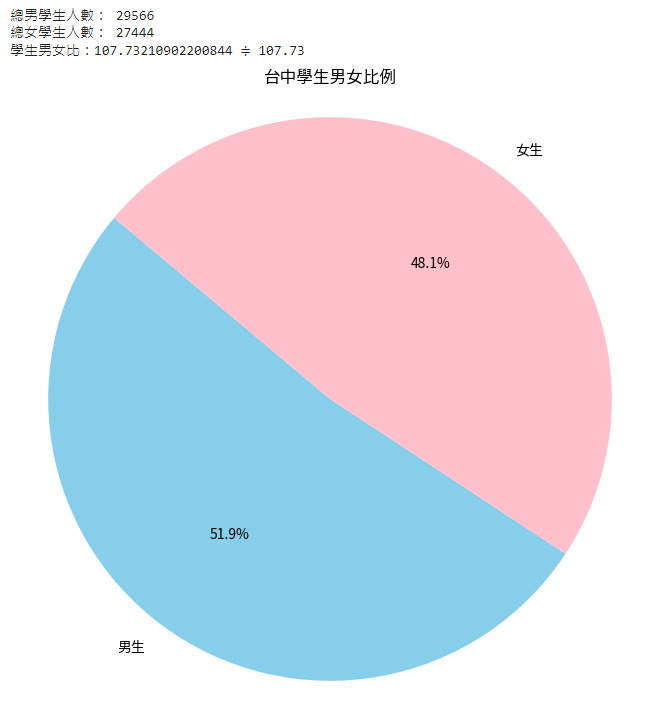 總男學生人數： 29566
總女學生人數： 27444
學生男女比：107.73210902200844 ≑ 107.73
台中學生男女比例
女生
48.1%
51.9%
男生